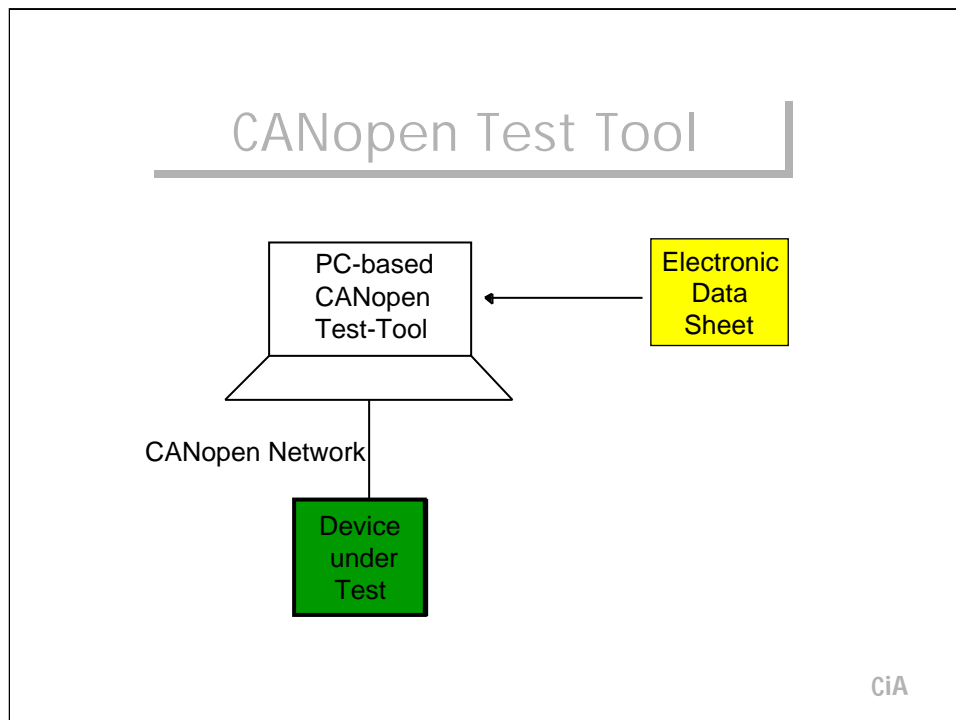 CANopen Test Tool
PC-based
CANopen
Test-Tool
Electronic
Data
Sheet
CANopen Network
Device
under
Test
CiA